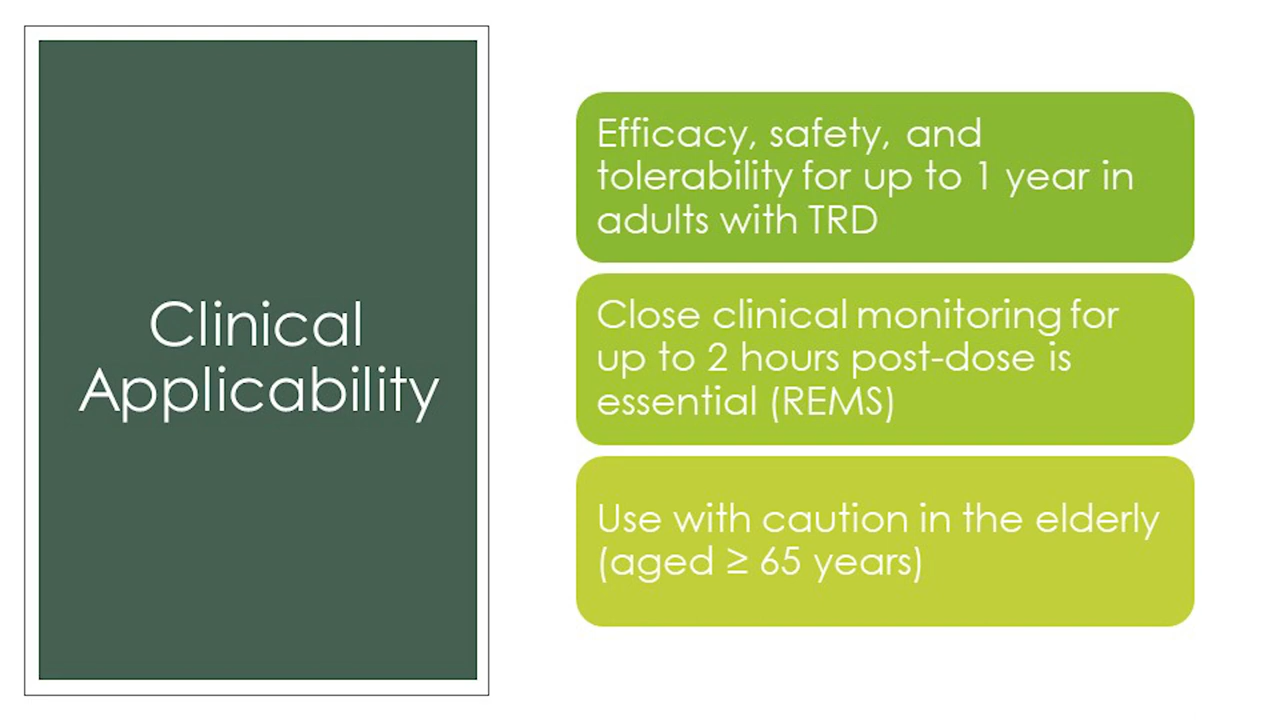 Clinical
Applicability
Efficacy, safety, and
tolerability for up to 1 year in
adults with TRD
Close clinical monitoring for
up to 2 hours post-dose is
essential (REMS)
Use with caution in the elderly
(aged ≥ 65 years)